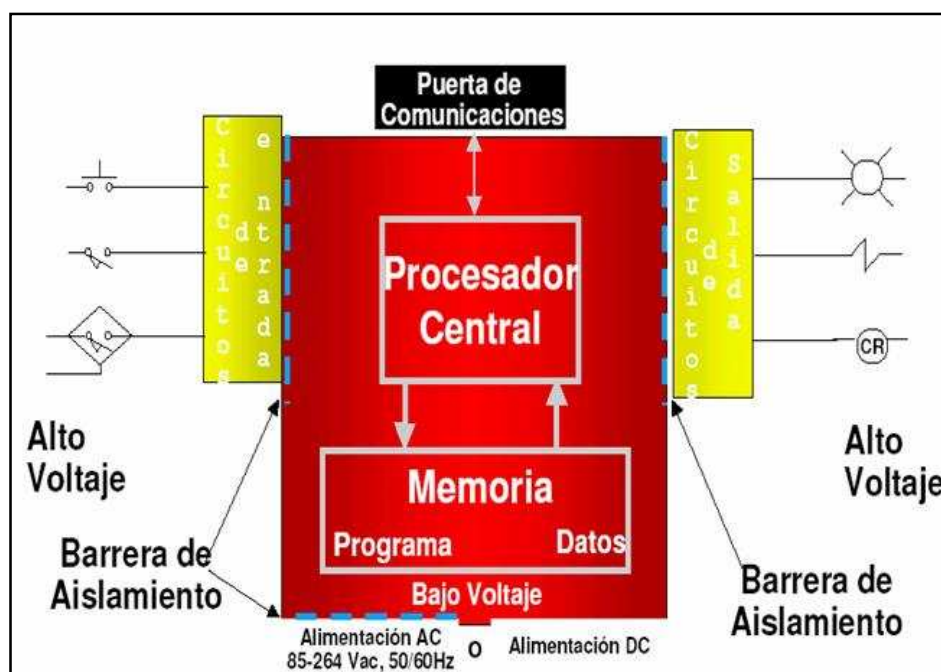 Puerta de
Comunicaciones
Circuitos
de
entrada
Circuitos
de
Salida
Procesador
Central
CR
Alto
Voltaje
Alto
Voltaje
Memoria
Programa
Datos
Barrera de
Aislamiento
Barrera de
Aislamiento
Bajo Voltaje
Alimentación AC
85-264 Vac, 50/60Hz
O
Alimentación DC